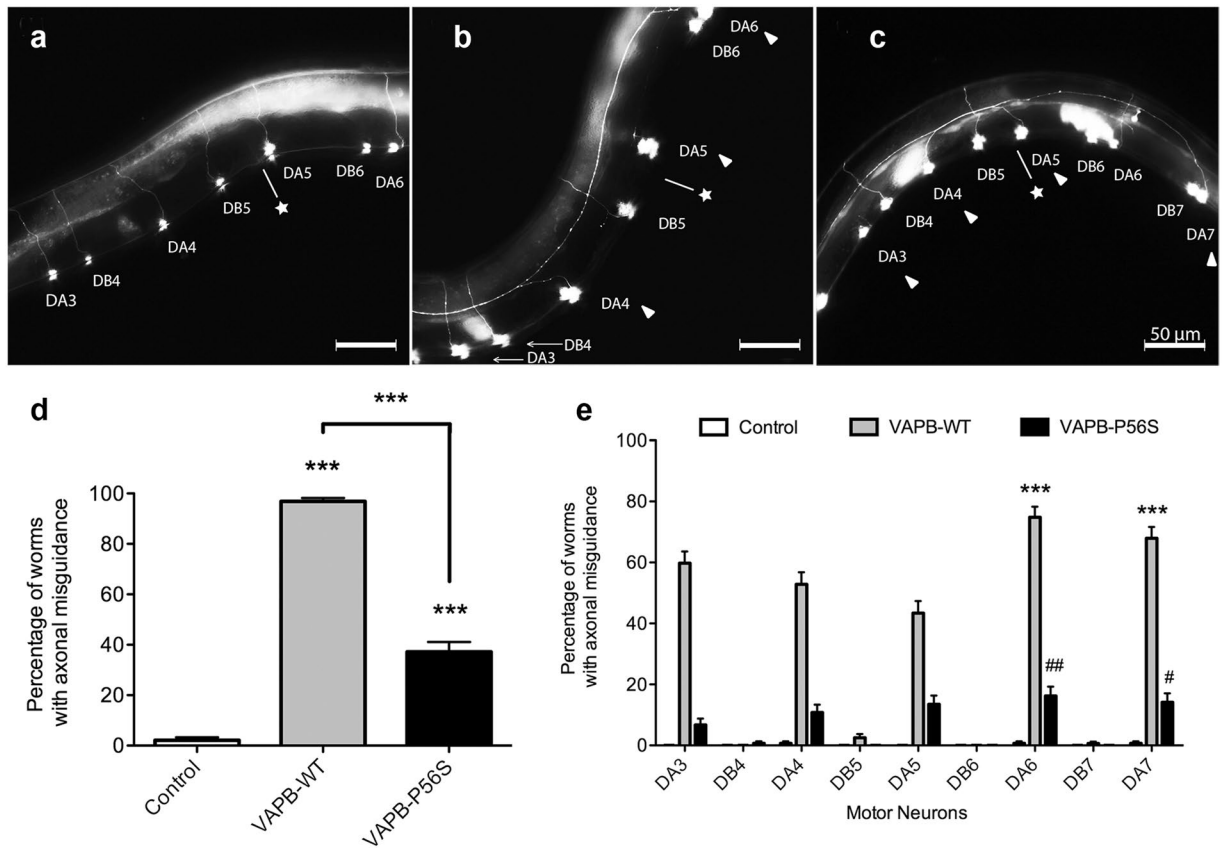 a
DA3
DB4
DA4
DB5
DA5
DB6
DA6
b
DA6
DB6
DA5
DB5
DA4
DB4
DA3
c
DA3
DB4
DA4
DB5
DA5
DB6
DA6
DB7
DA7
50 µm
d
***
***
***
Percentage of worms
with axonal misguidance
100
80
60
40
20
0
Control
VAPB-WT
VAPB-P56S
e
Control
VAPB-WT
VAPB-P56S
Percentage of worms
with axonal misguidance
100
80
60
40
20
0
***
***
##
#
DA3
DB4
DA4
DB5
DA5
DB6
DA6
DB7
DA7
Motor Neurons